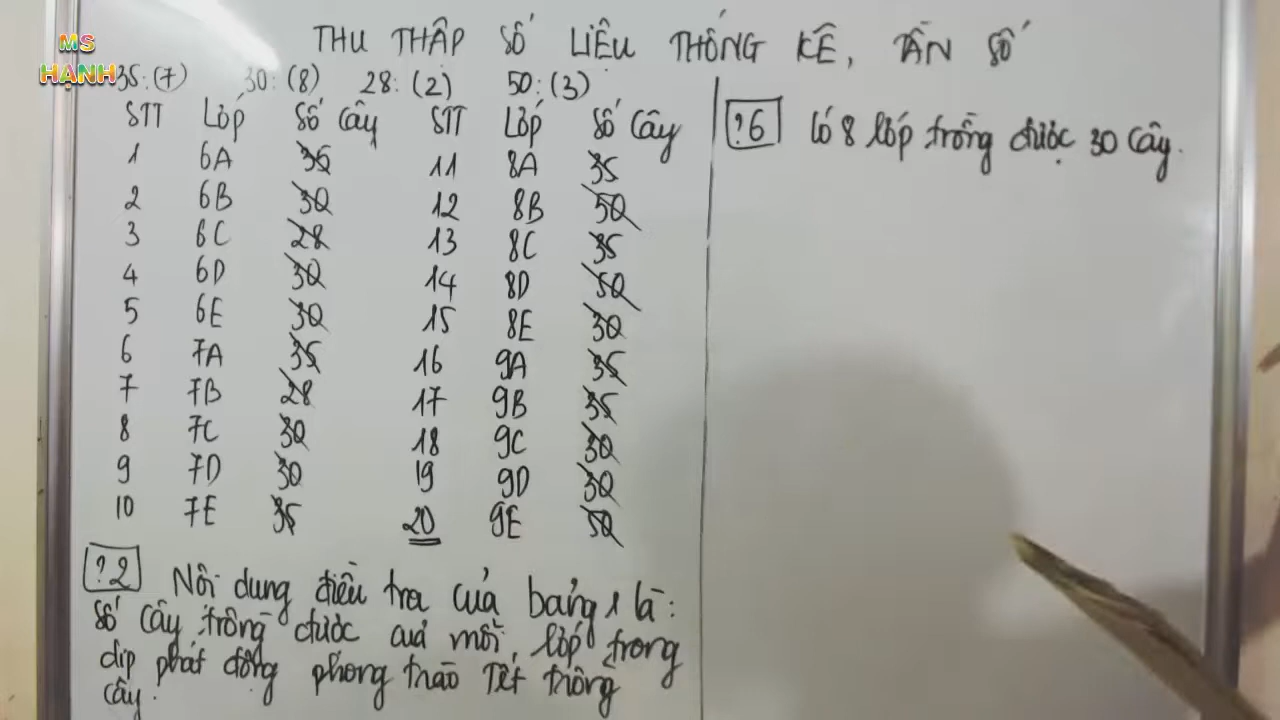 MS
HẠNH
THU THẬP SỐ LIỆU THỐNG KÊ, TẦN SỐ
35: (7) 30: (8) 28: (2) 50: (3)
STT Lớp Số cây STT Lớp Số cây
1 6A 35 11 8A 35
2 6B 30 12 8B 50
3 6C 28 13 8C 35
4 6D 30 14 8D 50
5 6E 30 15 8E 30
6 7A 35 16 9A 35
7 7B 28 17 9B 35
8 7C 30 18 9C 30
9 7D 30 19 9D 30
10 7E 35 20 9E 50
?2 Nội dung điều tra của bảng 1 là:
số cây trồng được của mỗi lớp trong
dịp phát động phong trào Tết trồng
cây.
?6 Có 8 lớp trồng được 30 cây.